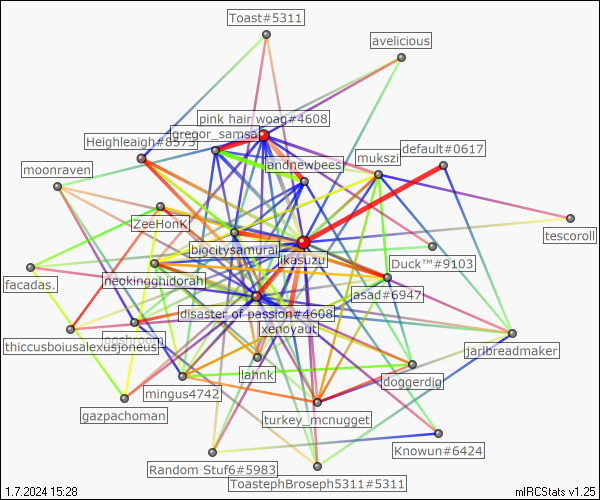 Toast#5311
avelicious
pink hair woag#4608
gregor_samsa
Heighleaigh#8573
default#0617
mukszi
andnewbees
moonraven
ZeeHonk
tescoroll
bigcitysamurai
ikasuzu
Duck™#9103
facadas.
neokingghidorah
jasad#6947
disaster of passion#4608
xenoyaut
thiccusboiusalexusjoneus
jaribreadmaker
lahnk
doggerdig
mingus4742
gazpachoman
turkey_mcnugget
Knowun#6424
Random Stuf6#5983
ToastephBroseph5311#5311
1.7.2024 15:28
mIRCStats v1.25